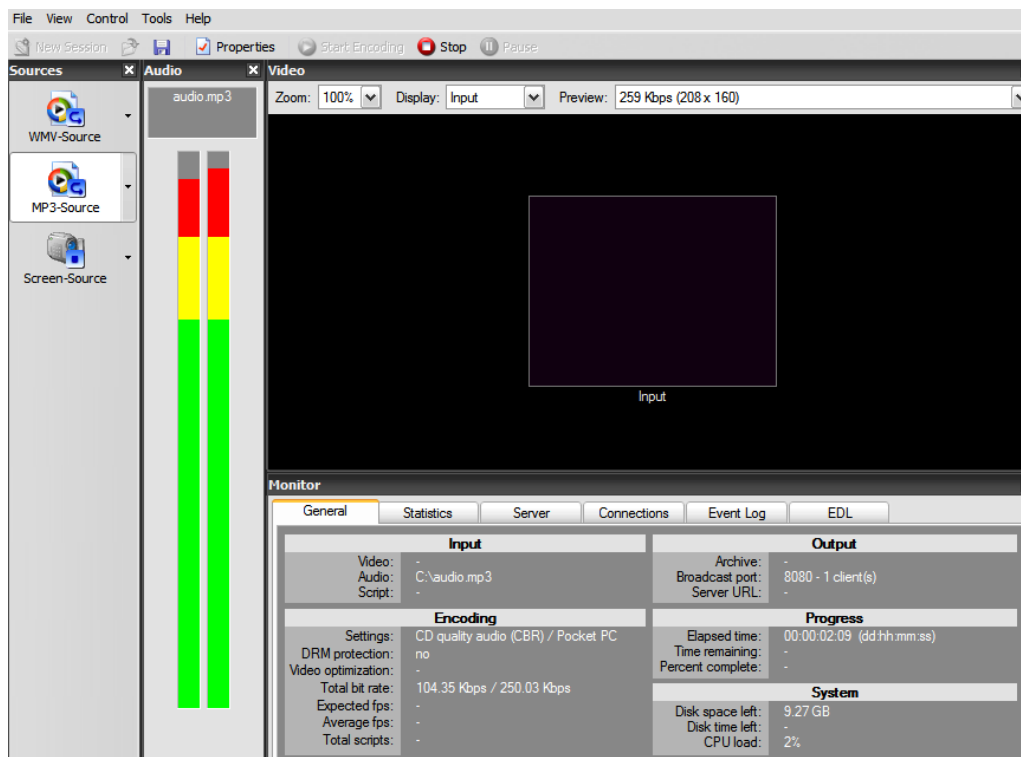 File View Control Tools Help
New Session Properties Start Encoding Stop Pause
Sources Audio Video
audio.mp3
Zoom: 100% Display: Input Preview: 259 Kbps (208 x 160)
WMV-Source
MP3-Source
Screen-Source
Input
Monitor
General Statistics Server Connections Event Log EDL
Input
Video: -
Audio: C:\audio.mp3
Script: -
Output
Archive: -
Broadcast port: 8080 - 1 client(s)
Server URL: -
Encoding
Settings: CD quality audio (CBR) / Pocket PC
DRM protection: no
Video optimization: -
Total bit rate: 104.35 Kbps / 250.03 Kbps
Expected fps: -
Average fps: -
Total scripts: -
Progress
Elapsed time: 00:00:02:09 (dd:hh:mm:ss)
Time remaining: -
Percent complete: -
System
Disk space left: 9.27 GB
Disk time left: -
CPU load: 2%